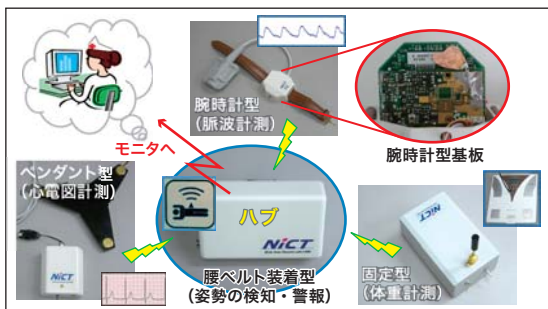 腕時計型
（脈波計測）
腕時計型基板
モニタへ
ペンダント型
（心電図計測）
ハブ
NiCT
NiCT
腰ベルト装着型
（姿勢の検知・警報）
固定型
（体重計測）
NiCT